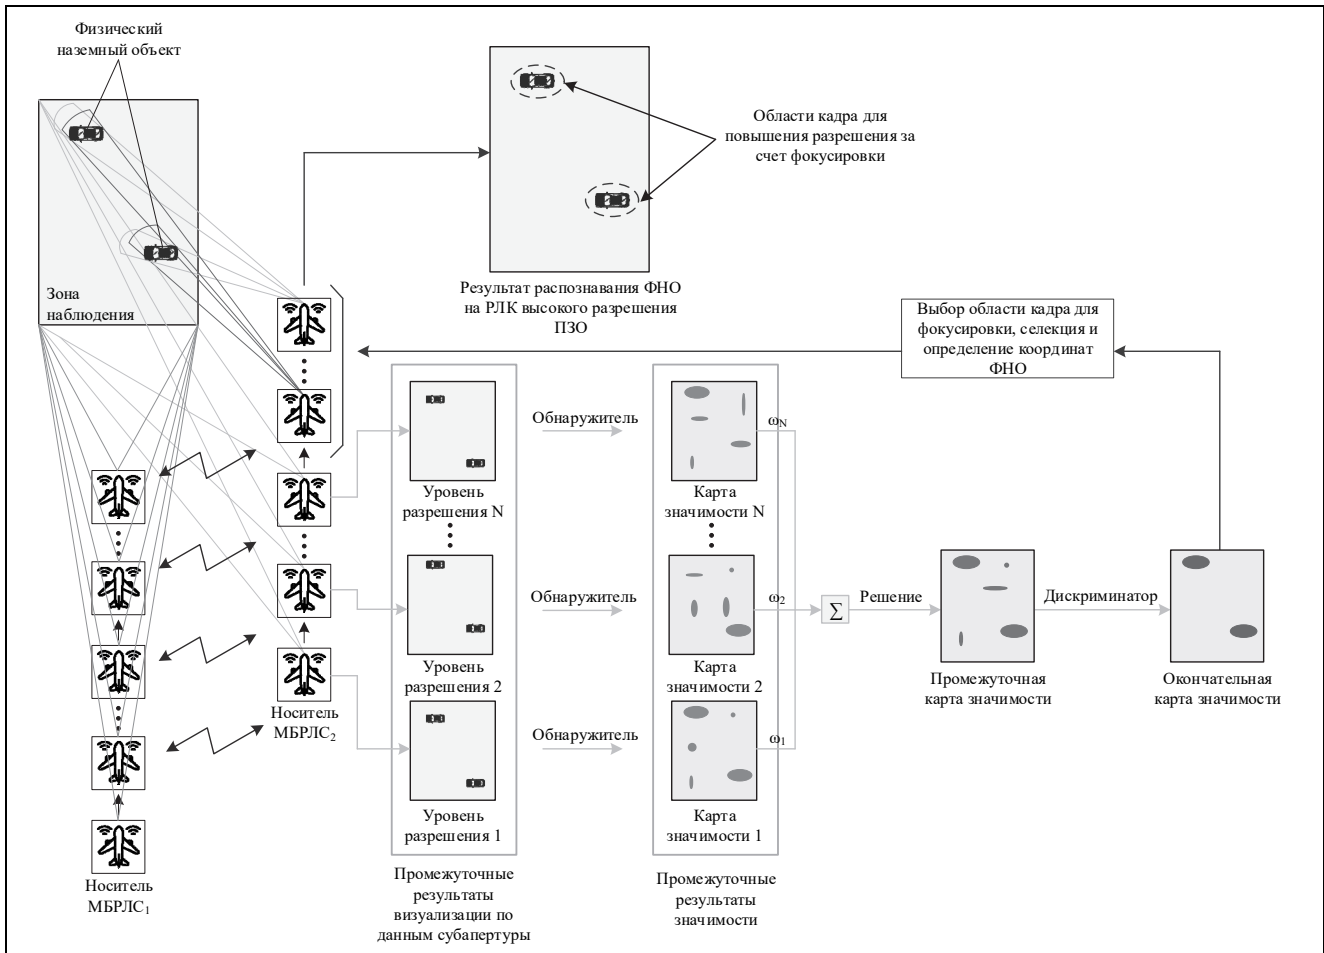 Физический
наземный объект
Области кадра для
повышения разрешения за
счет фокусировки
Зона
наблюдения
Результат распознавания ФНО
на РЛК высокого разрешения
ПЗО
Выбор области кадра для
фокусировки, селекция и
определение координат
ФНО
Обнаружитель
ωN
Уровень
разрешения N
Карта
значимости N
Обнаружитель
ω2
Σ
Решение
Дискриминатор
Уровень
разрешения 2
Карта
значимости 2
Промежуточная
карта значимости
Окончательная
карта значимости
Носитель
МБРЛС2
Обнаружитель
ω1
Уровень
разрешения 1
Карта
значимости 1
Носитель
МБРЛС1
Промежуточные
результаты
визуализации по
данным субапертуры
Промежуточные
результаты
значимости